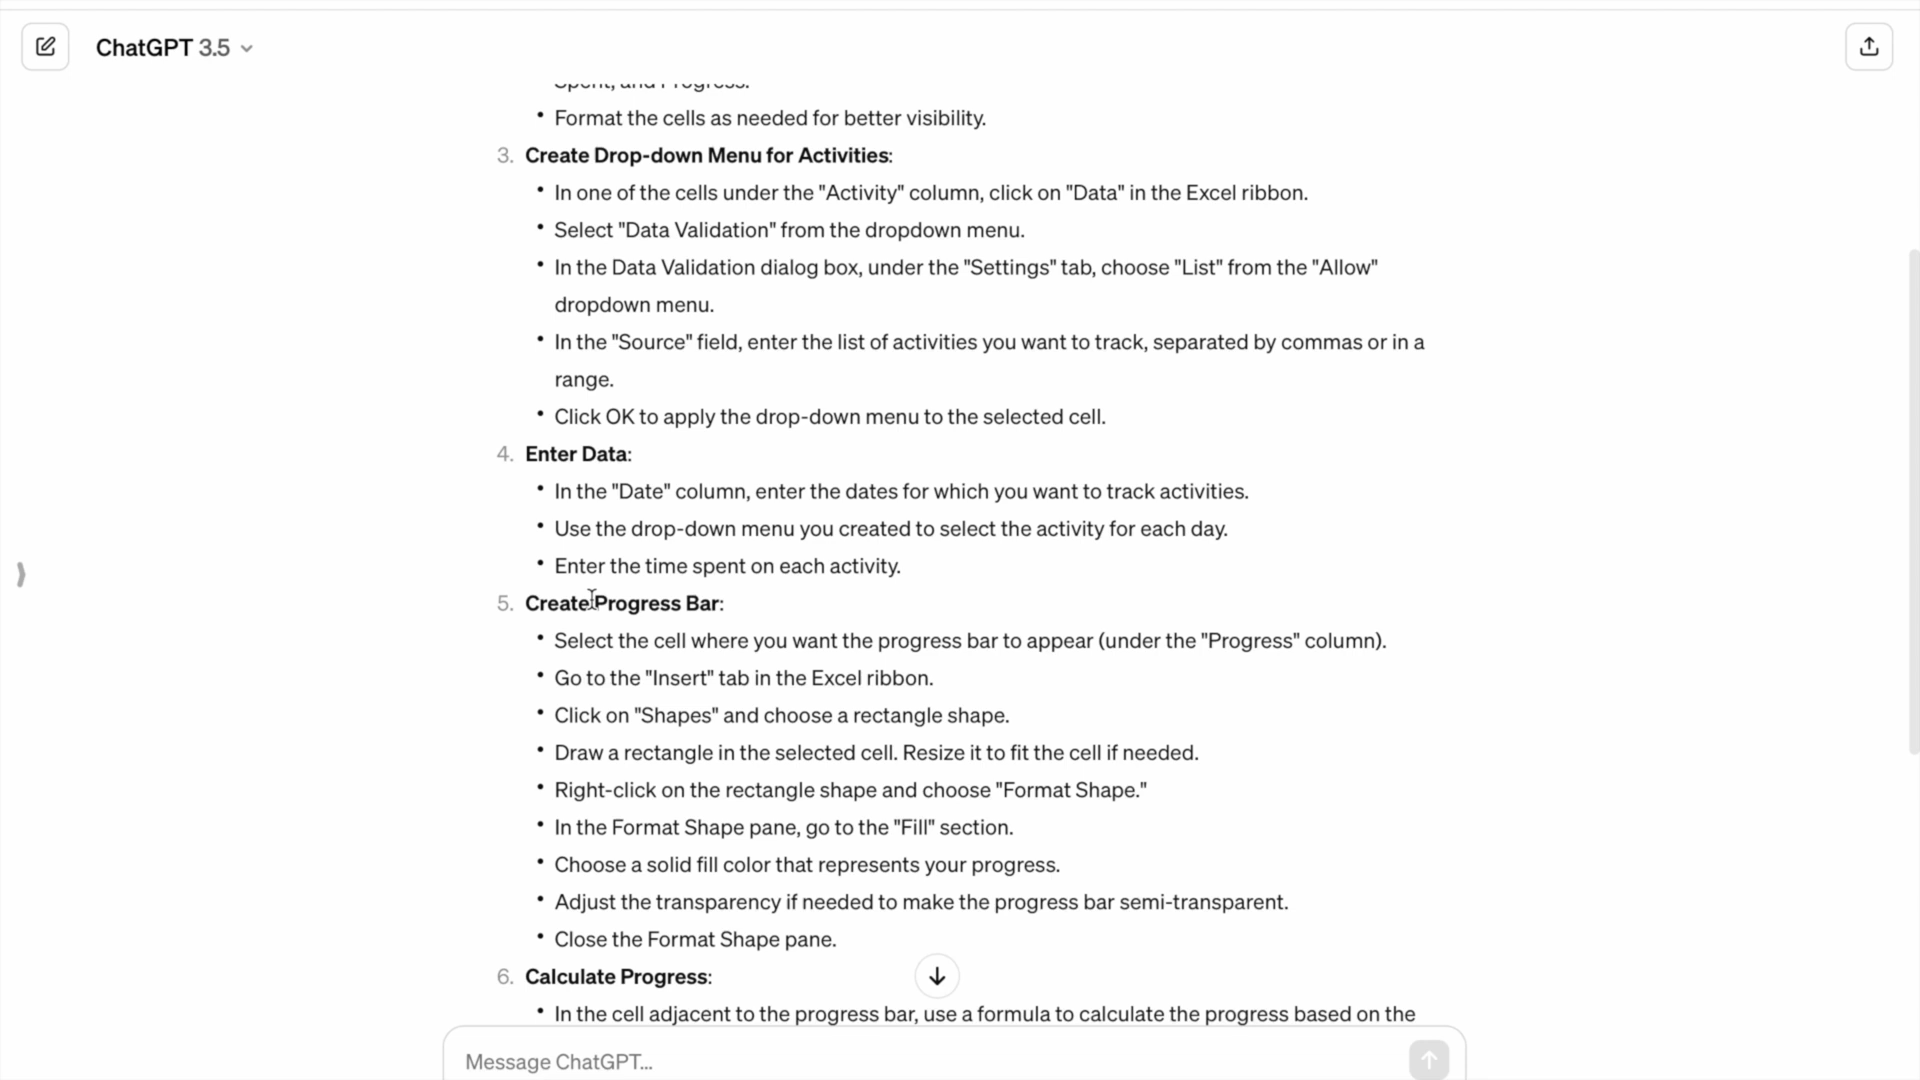 ChatGPT 3.5
Spent, and Progress.
• Format the cells as needed for better visibility.
3. Create Drop-down Menu for Activities:
• In one of the cells under the "Activity" column, click on "Data" in the Excel ribbon.
• Select "Data Validation" from the dropdown menu.
• In the Data Validation dialog box, under the "Settings" tab, choose "List" from the "Allow"
dropdown menu.
• In the "Source" field, enter the list of activities you want to track, separated by commas or in a
range.
• Click OK to apply the drop-down menu to the selected cell.
4. Enter Data:
• In the "Date" column, enter the dates for which you want to track activities.
• Use the drop-down menu you created to select the activity for each day.
• Enter the time spent on each activity.
5. Create Progress Bar:
• Select the cell where you want the progress bar to appear (under the "Progress" column).
• Go to the "Insert" tab in the Excel ribbon.
• Click on "Shapes" and choose a rectangle shape.
• Draw a rectangle in the selected cell. Resize it to fit the cell if needed.
• Right-click on the rectangle shape and choose "Format Shape."
• In the Format Shape pane, go to the "Fill" section.
• Choose a solid fill color that represents your progress.
• Adjust the transparency if needed to make the progress bar semi-transparent.
• Close the Format Shape pane.
6. Calculate Progress:
• In the cell adjacent to the progress bar, use a formula to calculate the progress based on the
Message ChatGPT...